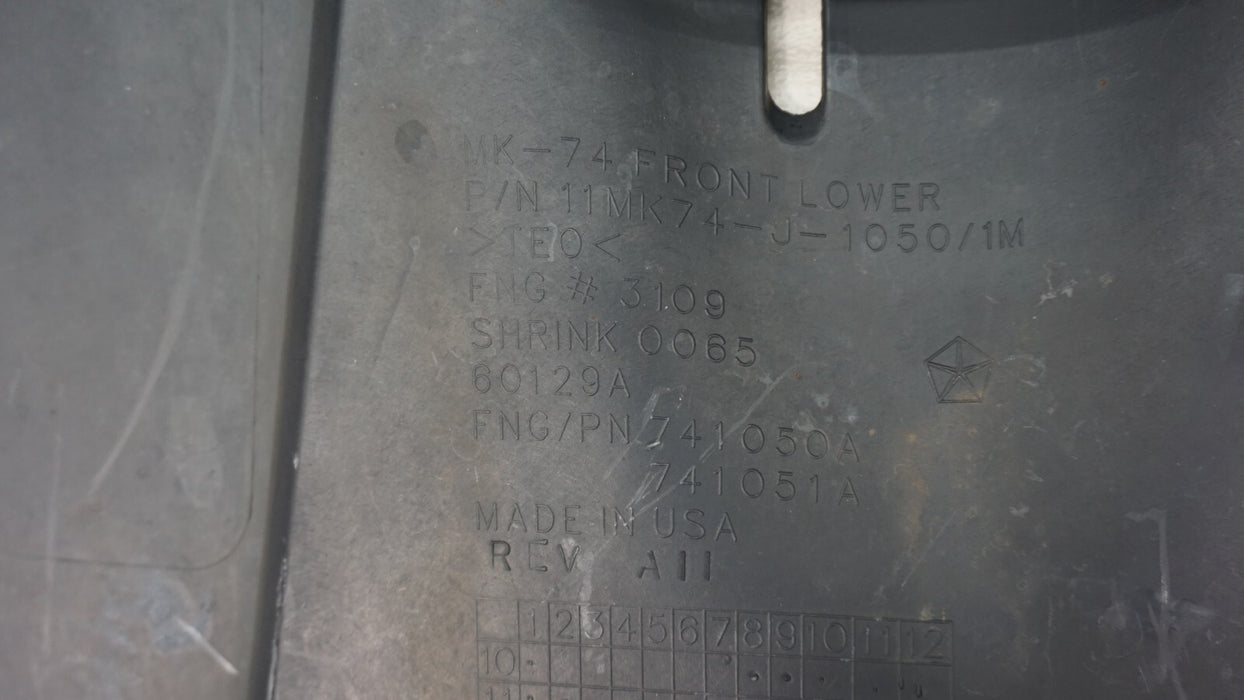 MK-74 FRONT LOWER
P/N 11MK74-J-1050/1M
>TEO<
FNG # 3109
SHRINK 0065
60129A
FNG/PN 741050A
741051A
MADE IN USA
REV A11
1 2 3 4 5 6 7 8 9 10 11 12
10
11